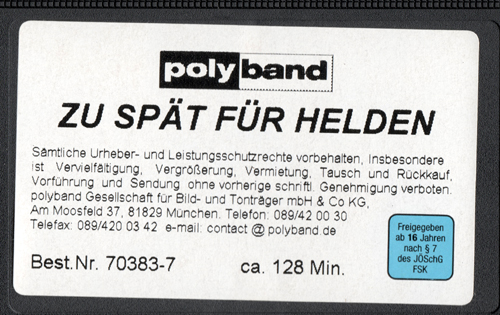 polyband
ZU SPÄT FÜR HELDEN
Sämtliche Urheber- und Leistungsschutzrechte vorbehalten, Insbesondere
ist Vervielfältigung, Vergrößerung, Vermietung, Tausch und Rückkauf,
Vorführung und Sendung ohne vorherige schriftl. Genehmigung verboten.
polyband Gesellschaft für Bild- und Tonträger mbH & Co KG,
Am Moosfeld 37, 81829 München. Telefon: 089/42 00 30
Telefax: 089/420 03 42 e-mail: contact @ polyband.de
Best.Nr. 70383-7 ca. 128 Min.
Freigegeben
ab 16 Jahren
nach § 7
des JÖSchG
FSK